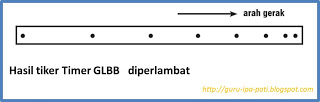 arah gerak
Hasil tiker Timer GLBB diperlambat
http://guru-ipa-pati.blogspot.com